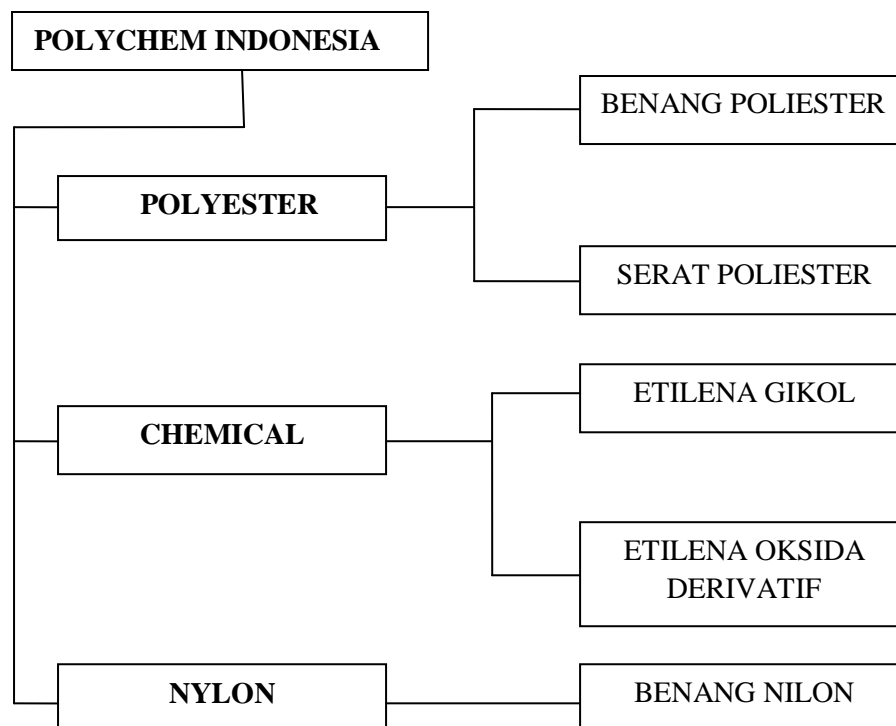 POLYCHEM INDONESIA
BENANG POLIESTER
POLYESTER
SERAT POLIESTER
ETILENA GIKOL
CHEMICAL
ETILENA OKSIDA
DERIVATIF
NYLON
BENANG NILON